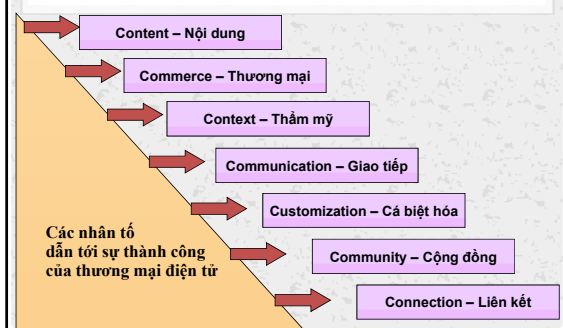 Content – Nội dung
Commerce – Thương mại
Context – Thẩm mỹ
Communication – Giao tiếp
Customization – Cá biệt hóa
Community – Cộng đồng
Connection – Liên kết
Các nhân tố
dẫn tới sự thành công
của thương mại điện tử